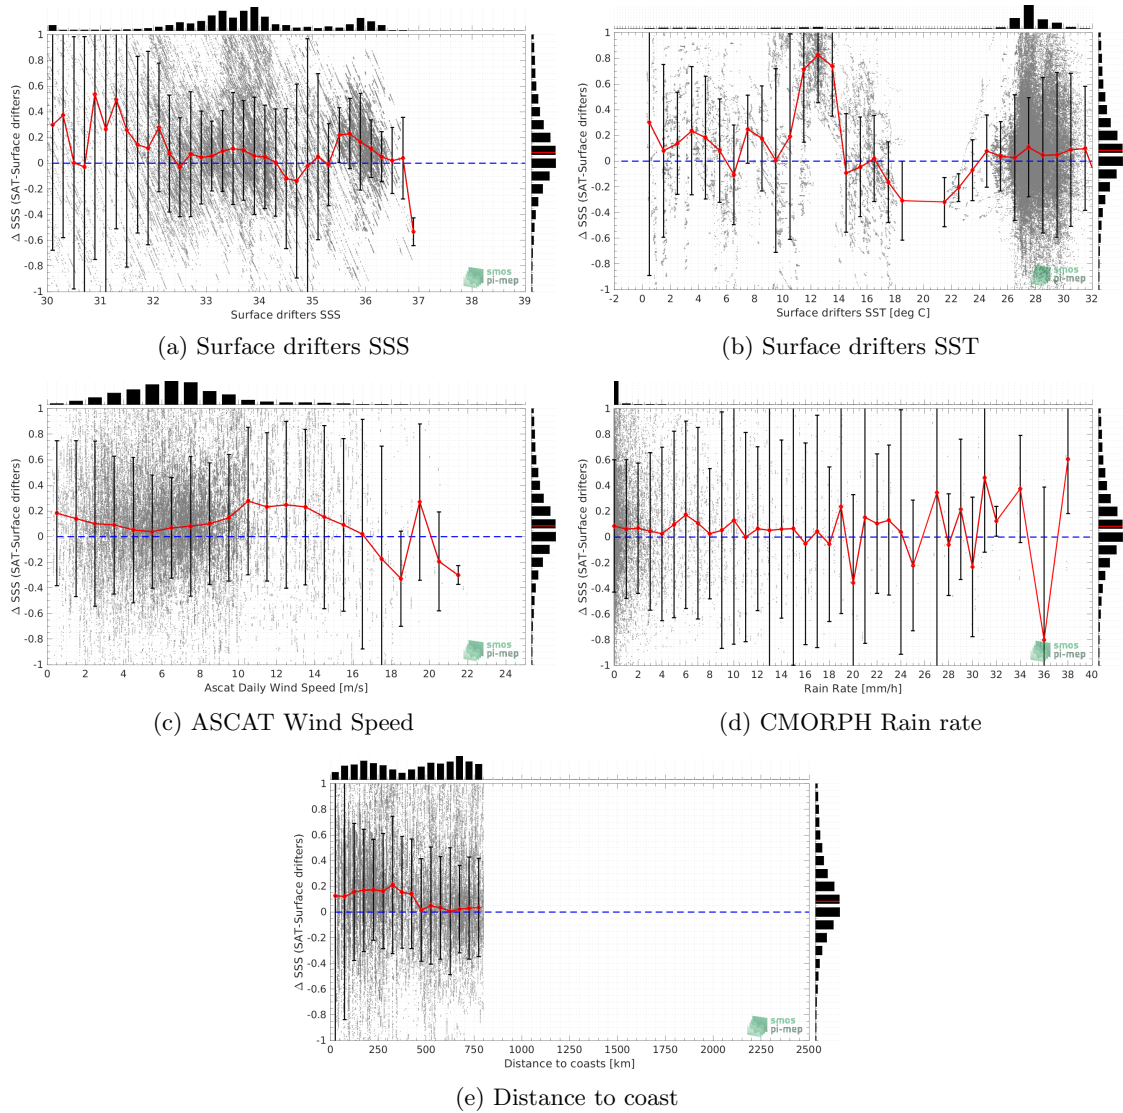 Δ SSS (SAT-Surface drifters)
1
0.8
0.6
0.4
0.2
0
-0.2
-0.4
-0.6
-0.8
-1
30 31 32 33 34 35 36 37 38 39
Surface drifters SSS
smos
pi-mep
(a) Surface drifters SSS
Δ SSS (SAT-Surface drifters)
1
0.8
0.6
0.4
0.2
0
-0.2
-0.4
-0.6
-0.8
-1
-2 0 2 4 6 8 10 12 14 16 18 20 22 24 26 28 30 32
Surface drifters SST [deg C]
smos
pi-mep
(b) Surface drifters SST
Δ SSS (SAT-Surface drifters)
1
0.8
0.6
0.4
0.2
0
-0.2
-0.4
-0.6
-0.8
-1
0 2 4 6 8 10 12 14 16 18 20 22 24
Ascat Daily Wind Speed [m/s]
smos
pi-mep
(c) ASCAT Wind Speed
Δ SSS (SAT-Surface drifters)
1
0.8
0.6
0.4
0.2
0
-0.2
-0.4
-0.6
-0.8
-1
0 2 4 6 8 10 12 14 16 18 20 22 24 26 28 30 32 34 36 38 40
Rain Rate [mm/h]
smos
pi-mep
(d) CMORPH Rain rate
Δ SSS (SAT-Surface drifters)
1
0.8
0.6
0.4
0.2
0
-0.2
-0.4
-0.6
-0.8
-1
0 250 500 750 1000 1250 1500 1750 2000 2250 2500
Distance to coasts [km]
smos
pi-mep
(e) Distance to coast